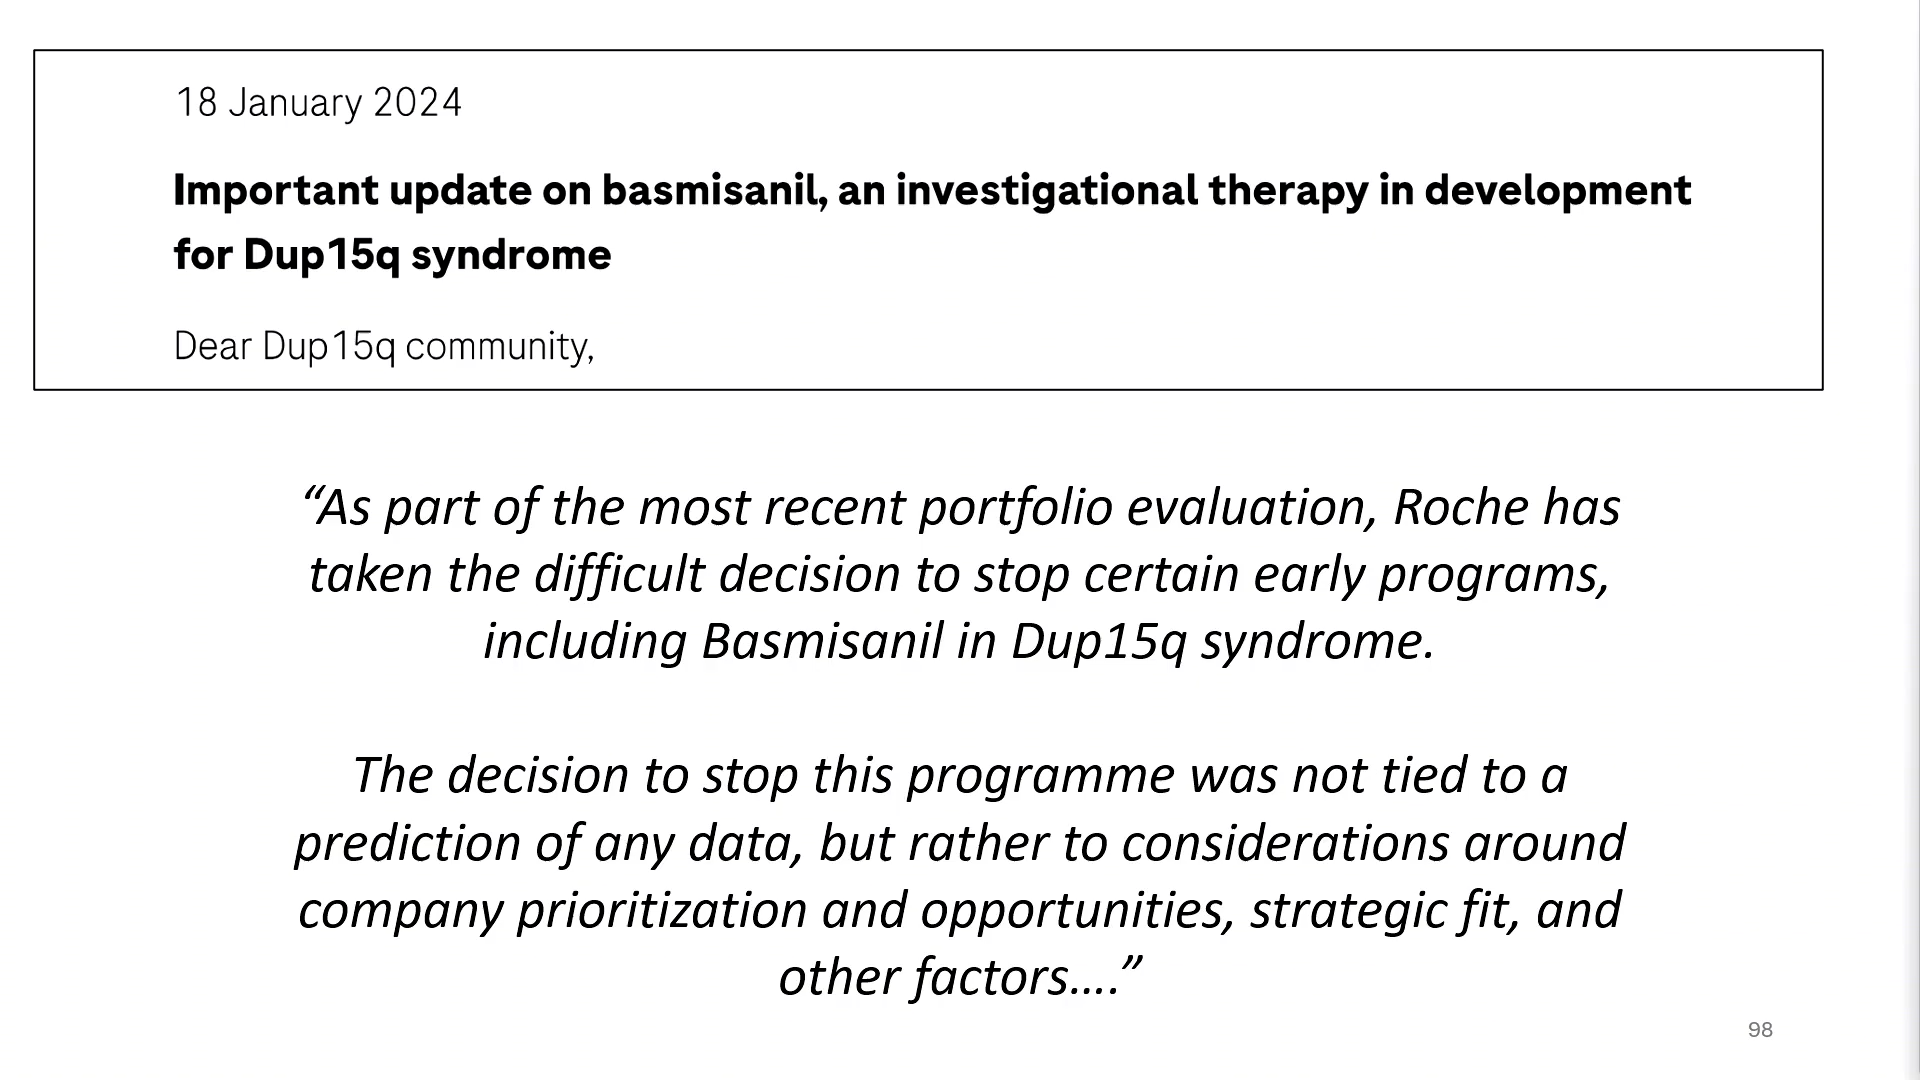 18 January 2024
Important update on basmisanil, an investigational therapy in development
for Dup15q syndrome
Dear Dup15q community,
“As part of the most recent portfolio evaluation, Roche has
taken the difficult decision to stop certain early programs,
including Basmisanil in Dup15q syndrome.
The decision to stop this programme was not tied to a
prediction of any data, but rather to considerations around
company prioritization and opportunities, strategic fit, and
other factors….”
98